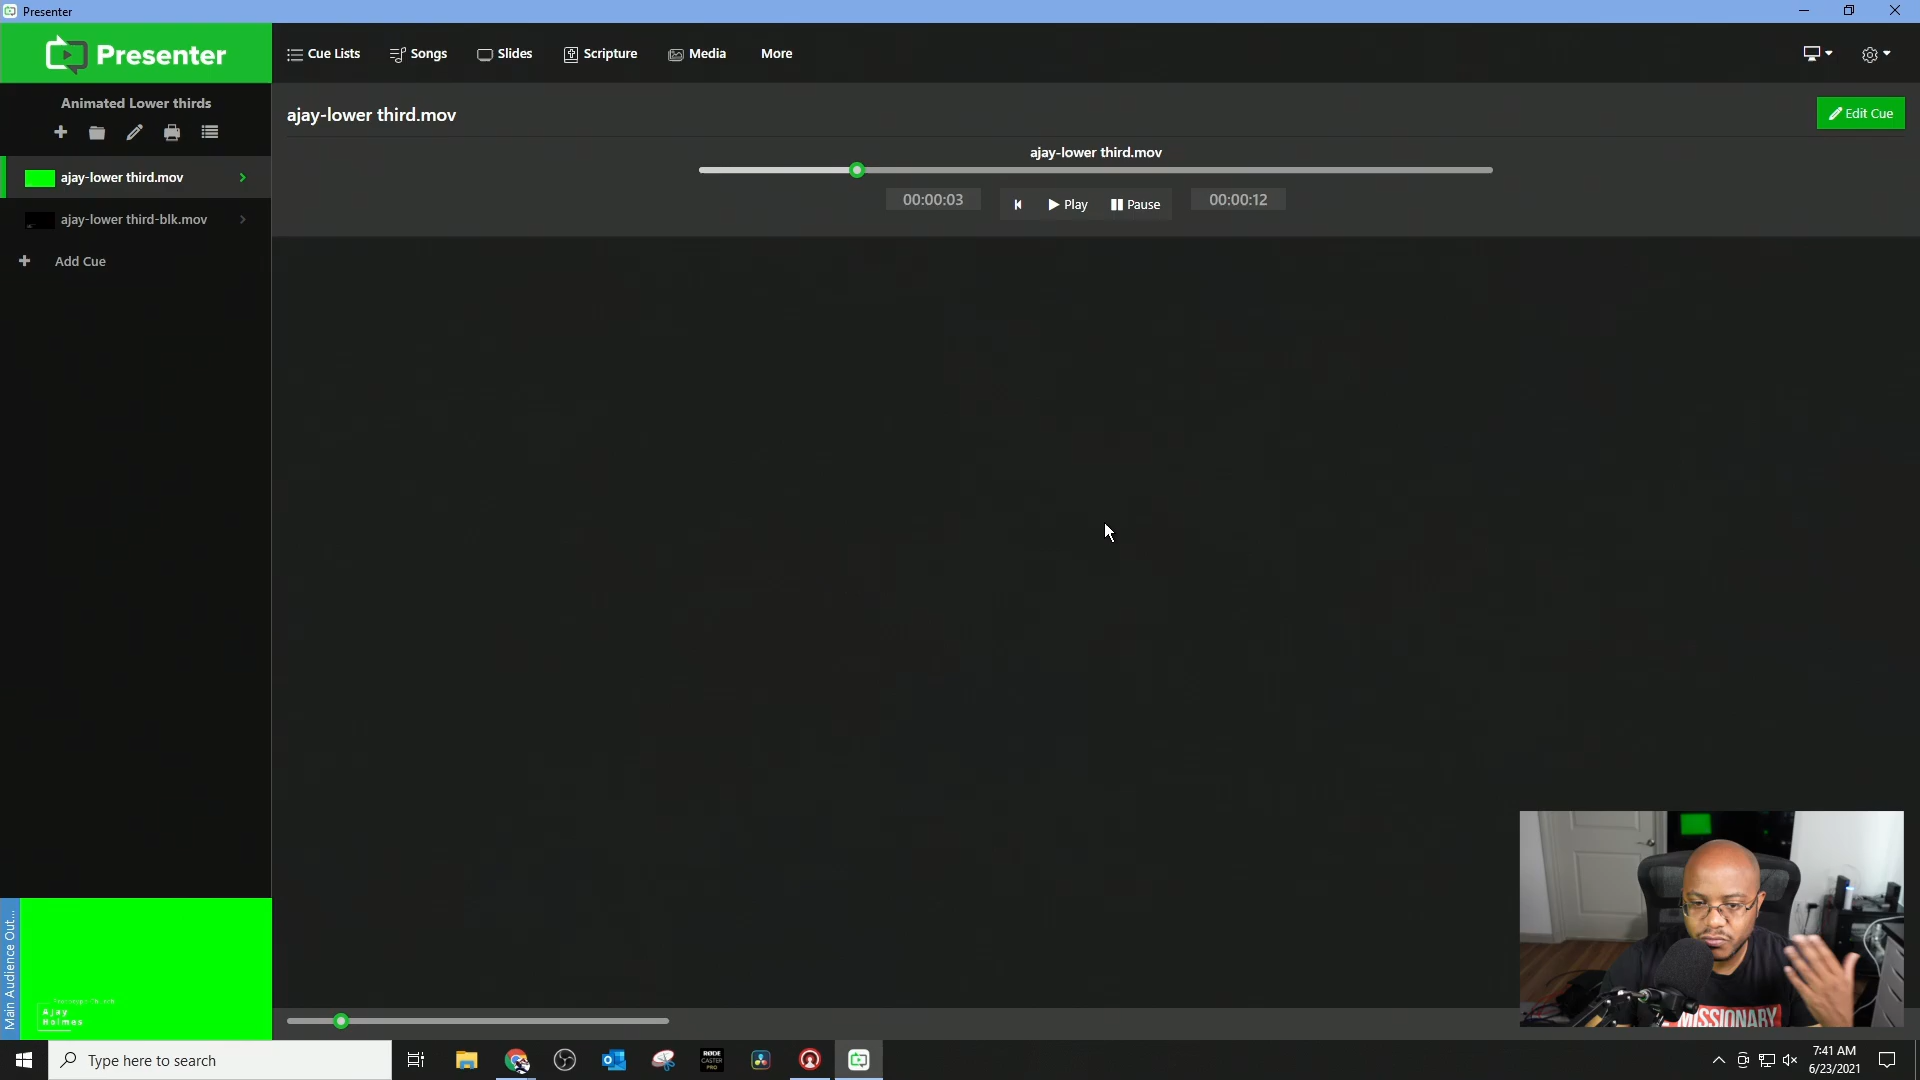 Presenter
Presenter
Cue Lists
Songs
Slides
Scripture
Media
More
Animated Lower thirds
ajay-lower third.mov
ajay-lower third-blk.mov
Add Cue
ajay-lower third.mov
Edit Cue
ajay-lower third.mov
00:00:03
Play
Pause
00:00:12
Main Audience Out...
Ajay
Holmes
MISSIONARY
Type here to search
RØDE
CASTER
PRO
7:41 AM
6/23/2021